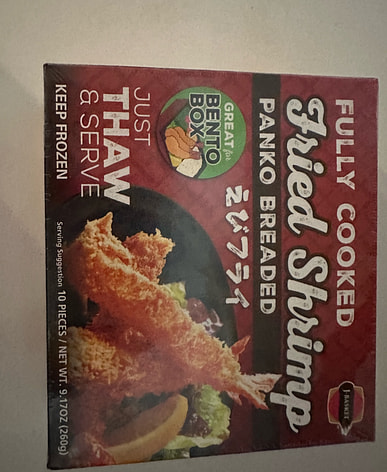 FULLY COOKED
Fried Shrimp
PANKO BREADED
えびフライ
GREAT for
BENTO
BOX
JUST
THAW
& SERVE
KEEP FROZEN
J-BASKET
Serving Suggestion
10 PIECES / NET WT. 9.17OZ (260g)